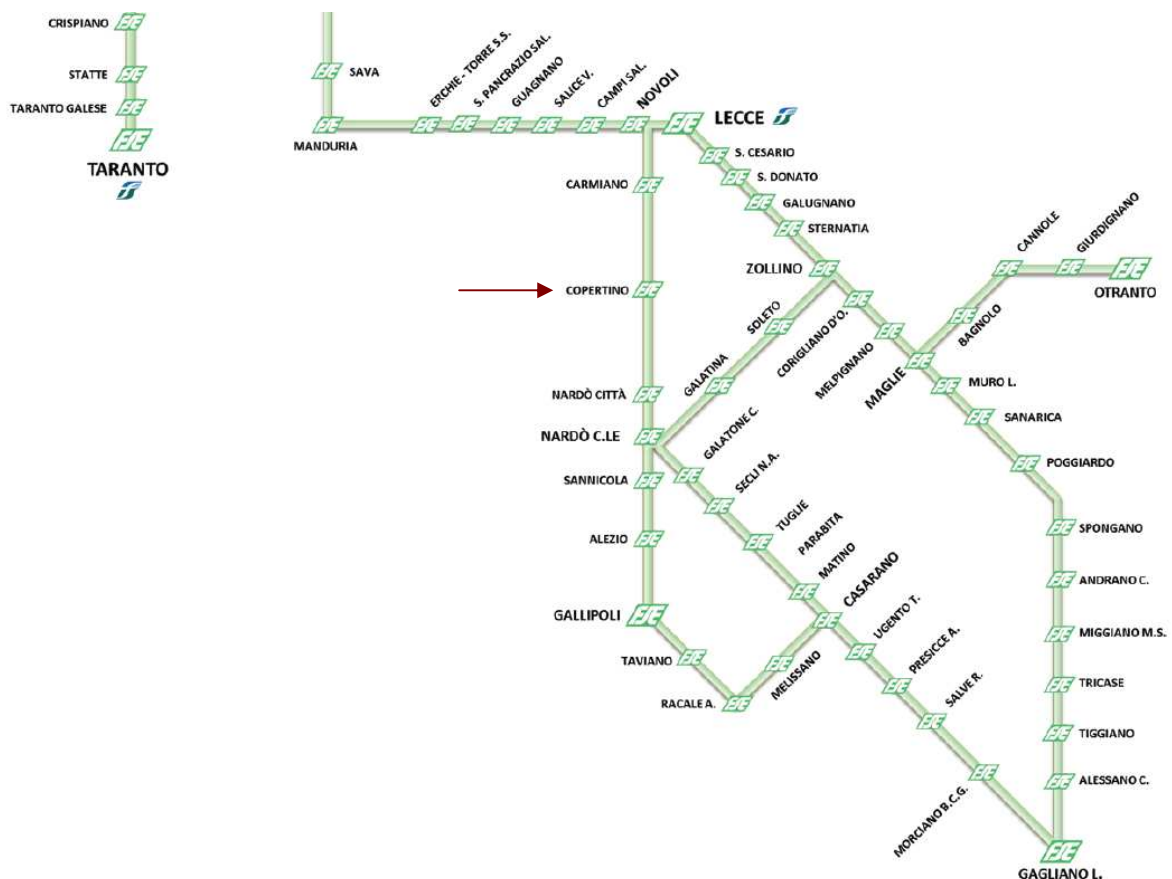 CRISPIANO
STATTE
TARANTO GALESE
TARANTO
SAVA
MANDURIA
ERCHIE - TORRE S.S.
S. PANCRAZIO SAL.
GUAGNANO
SALICE V.
CAMPI SAL.
NOVOLI
LECCE
S. CESARIO
S. DONATO
GALUGNANO
STERNATIA
ZOLLINO
CARMIANO
COPERTINO
NARDÒ CITTÀ
NARDÒ C.LE
SANNICOLA
ALEZIO
GALLIPOLI
TAVIANO
RACALE A.
MELISSANO
CASARANO
SOLETO
GALATINA
GALATONE C.
SECLI N.A.
TUGLIE
PARABITA
MATINO
UGENTO T.
PRESICCE A.
SALVE R.
MORCIANO B.C.G.
GAGLIANO L.
CORIGLIANO D'O.
MELPIGNANO
MAGLIE
BAGNOLO
CANNOLE
GIURDIGNANO
OTRANTO
MURO L.
SANARICA
POGGIARDO
SPONGANO
ANDRANO C.
MIGGIANO M.S.
TRICASE
TIGGIANO
ALESSANO C.